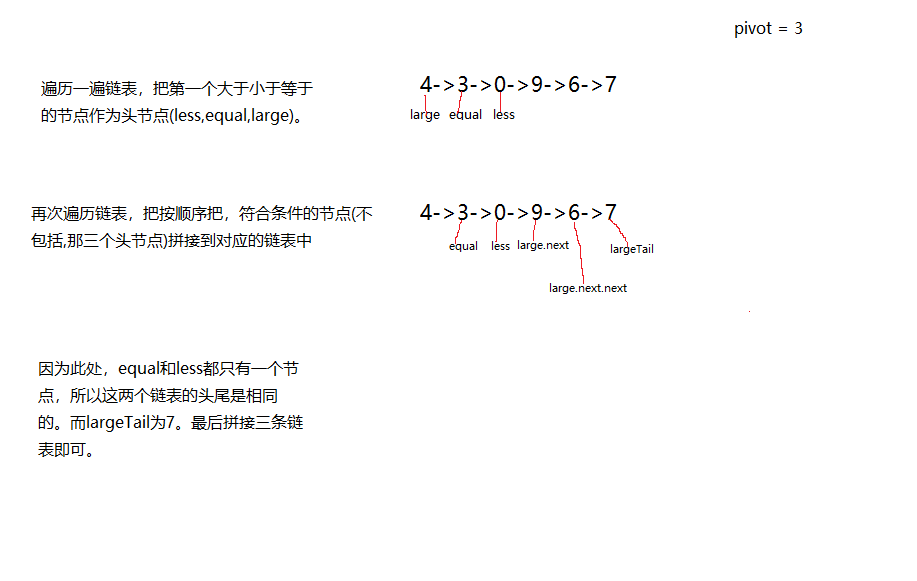 pivot = 3
遍历一遍链表，把第一个大于小于等于
的节点作为头节点(less,equal,large)。
4->3->0->9->6->7
large equal less
再次遍历链表，把按顺序把，符合条件的节点(不
包括,那三个头节点)拼接到对应的链表中
4->3->0->9->6->7
equal less large.next largeTail
large.next.next
因为此处，equal和less都只有一个节
点，所以这两个链表的头尾是相同
的。而largeTail为7。最后拼接三条链
表即可。